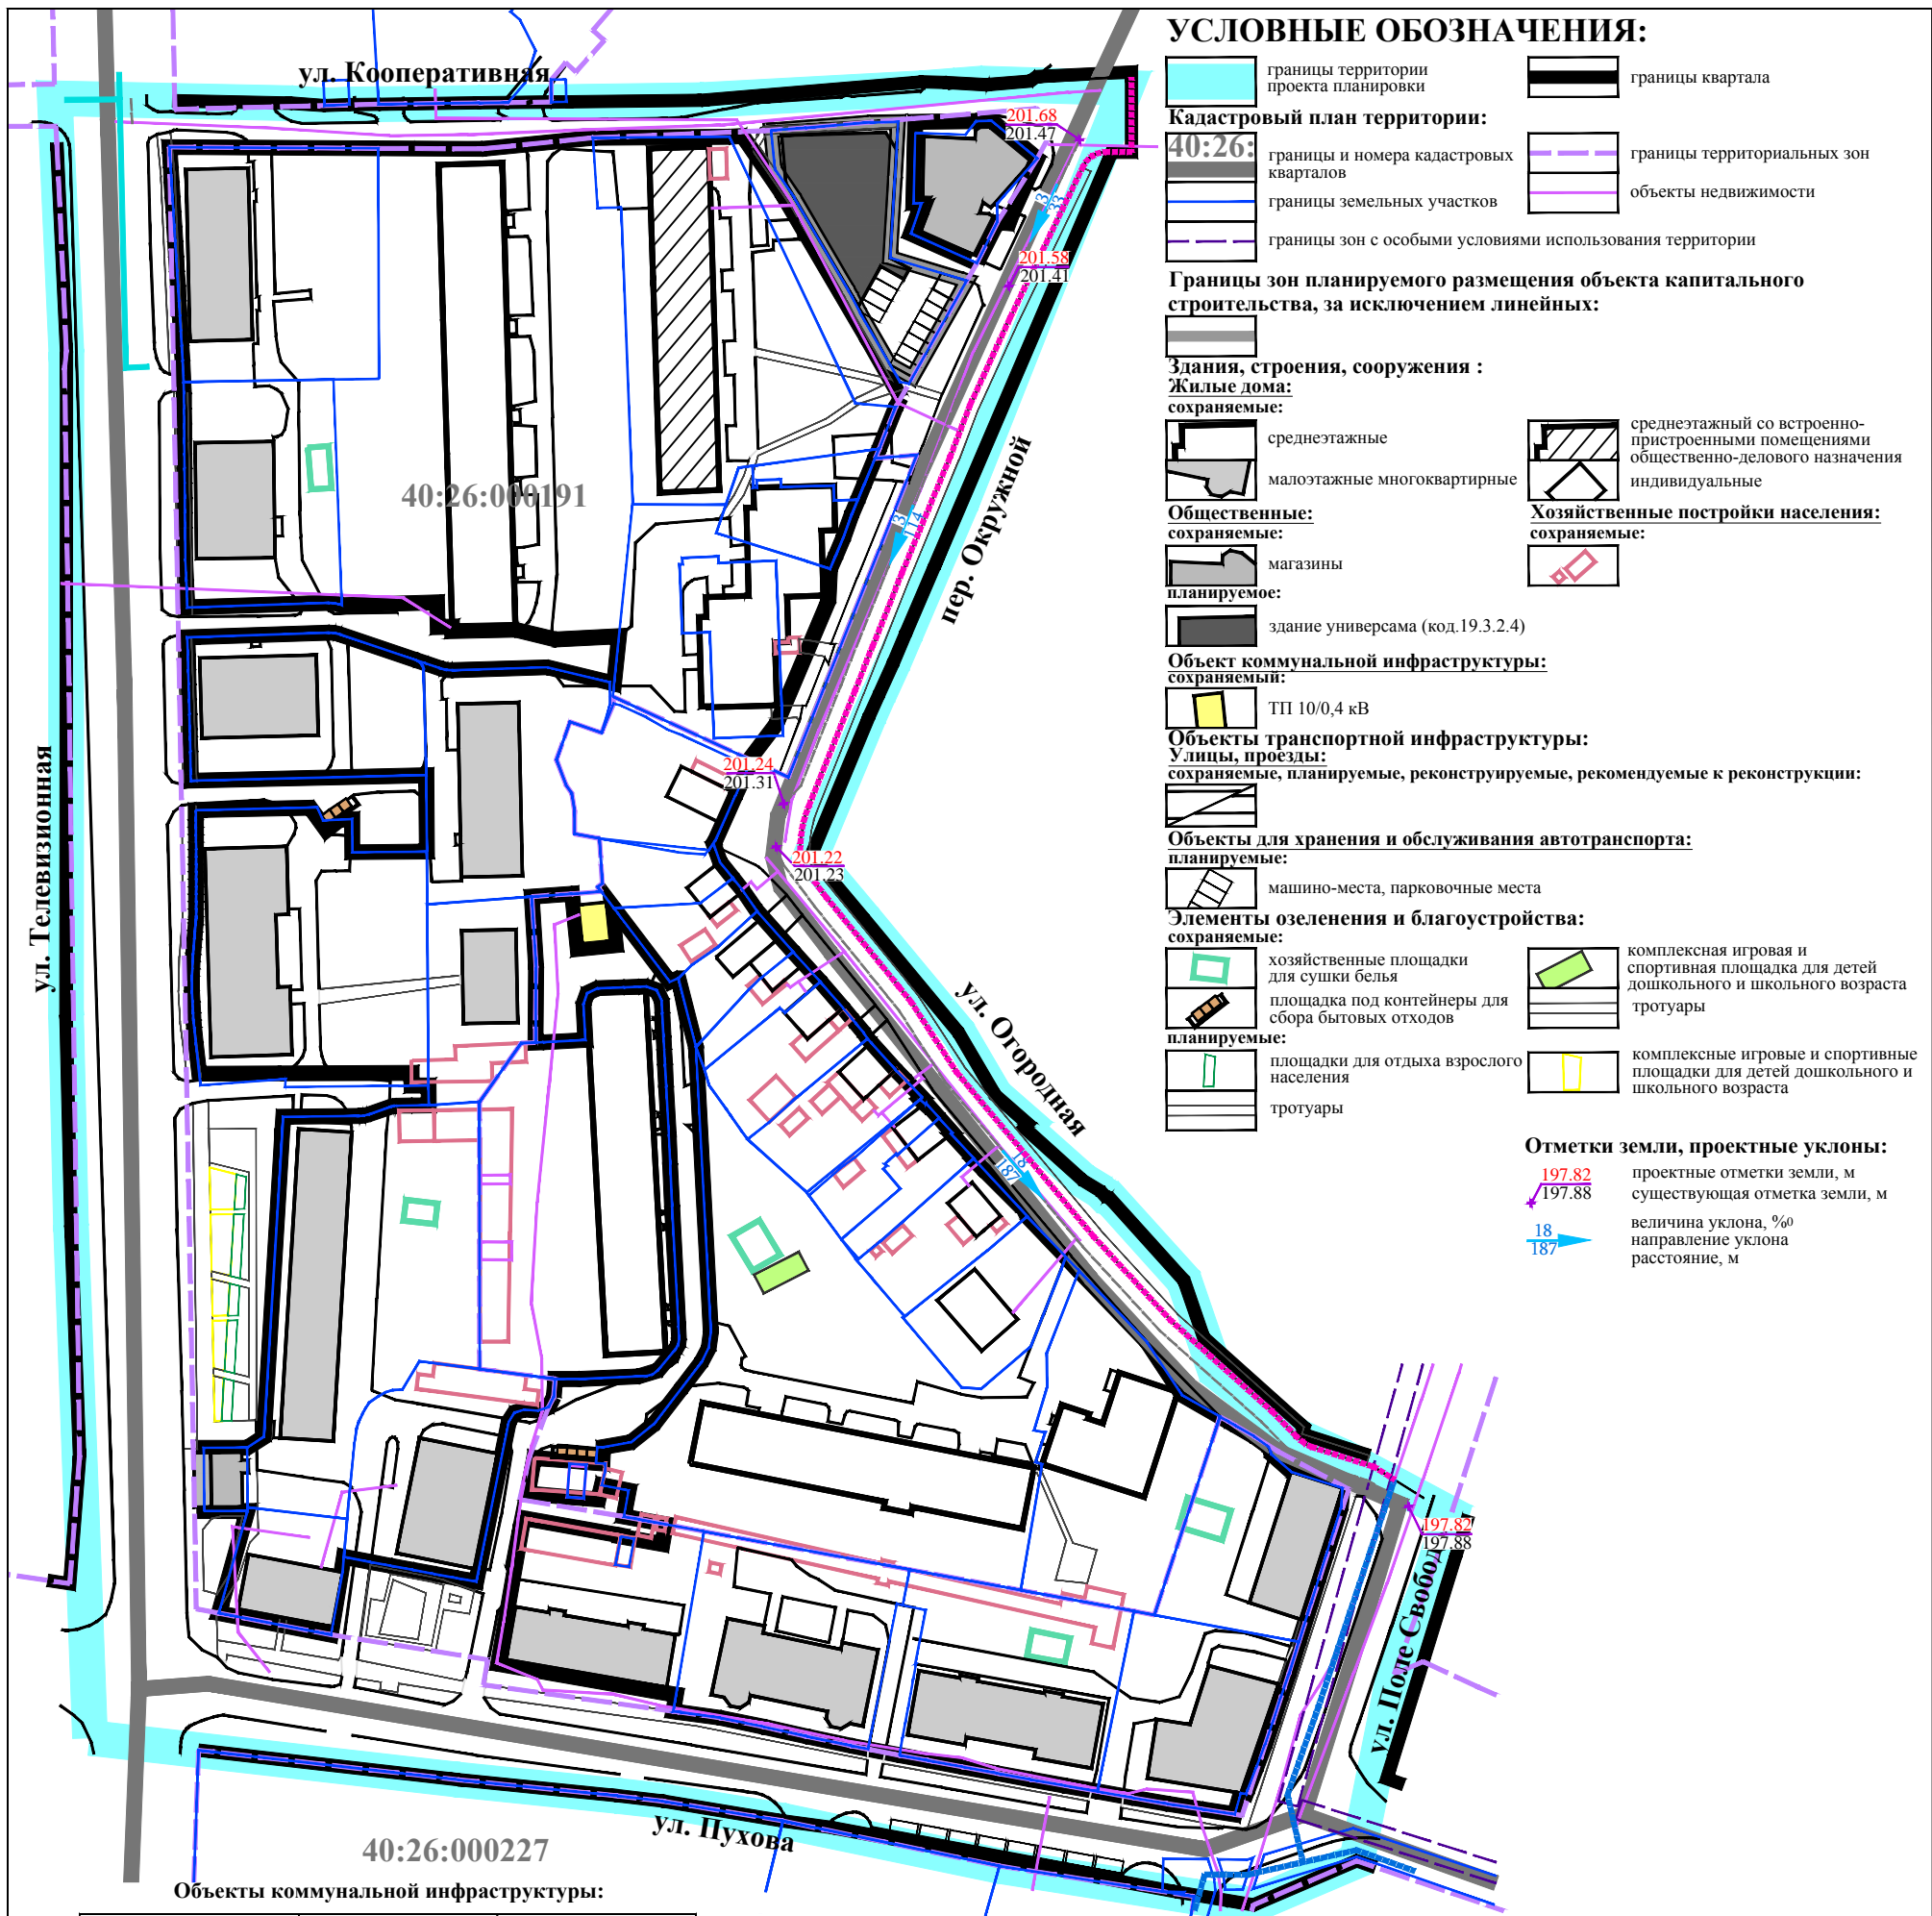 УСЛОВНЫЕ ОБОЗНАЧЕНИЯ:
границы территории
проекта планировки
границы квартала
Кадастровый план территории:
40:26:
границы и номера кадастровых
кварталов
границы территориальных зон
границы земельных участков
объекты недвижимости
границы зон с особыми условиями использования территории
Границы зон планируемого размещения объекта капитального
строительства, за исключением линейных:
Здания, строения, сооружения :
Жилые дома:
сохраняемые:
среднеэтажные
среднеэтажный со встроенно-
пристроенными помещениями
общественно-делового назначения
малоэтажные многоквартирные
индивидуальные
Общественные:
сохраняемые:
Хозяйственные постройки населения:
сохраняемые:
магазины
планируемое:
здание универсама (код.19.3.2.4)
Объект коммунальной инфраструктуры:
сохраняемый:
ТП 10/0,4 кВ
Объекты транспортной инфраструктуры:
Улицы, проезды:
сохраняемые, планируемые, реконструируемые, рекомендуемые к реконструкции:
Объекты для хранения и обслуживания автотранспорта:
планируемые:
машино-места, парковочные места
Элементы озеленения и благоустройства:
сохраняемые:
хозяйственные площадки
для сушки белья
комплексная игровая и
спортивная площадка для детей
дошкольного и школьного возраста
площадка под контейнеры для
сбора бытовых отходов
тротуары
планируемые:
площадки для отдыха взрослого
населения
комплексные игровые и спортивные
площадки для детей дошкольного и
школьного возраста
тротуары
Отметки земли, проектные уклоны:
197.82
197.88
проектные отметки земли, м
существующая отметка земли, м
18
187
величина уклона, %0
направление уклона
расстояние, м
ул. Кооперативная
201.68
201.47
3
33
201.58
201.41
40:26:000191
3
114
пер. Окружной
ул. Телевизионная
201.24
201.31
201.22
201.23
ул. Огородная
18
187
197.82
197.88
ул. Поле Свобод
ул. Пухова
40:26:000227
Объекты коммунальной инфраструктуры: